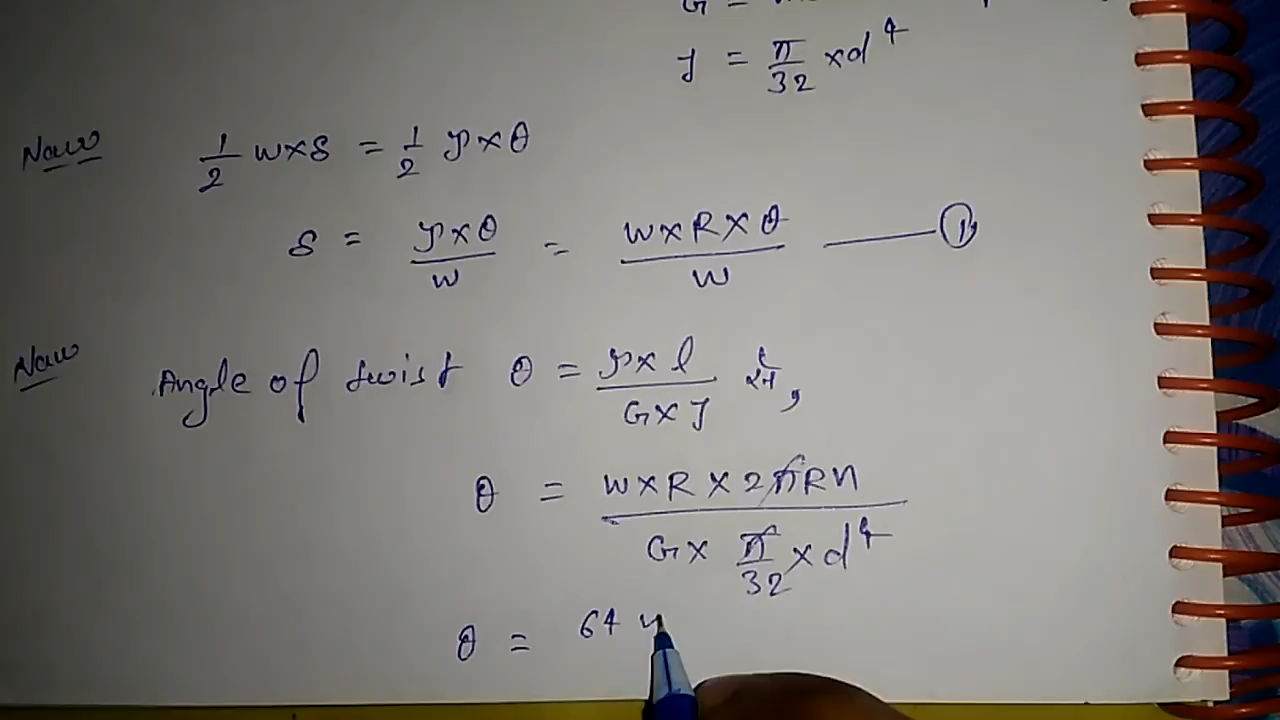 G =
J = π/32 × d⁴
Now 1/2 W×δ = 1/2 T×θ
δ = T×θ/W = W×R×θ/W ——— ①
Now Angle of twist θ = T×l/G×J से,
θ = W×R×2πRn/G×π/32×d⁴
θ = 64